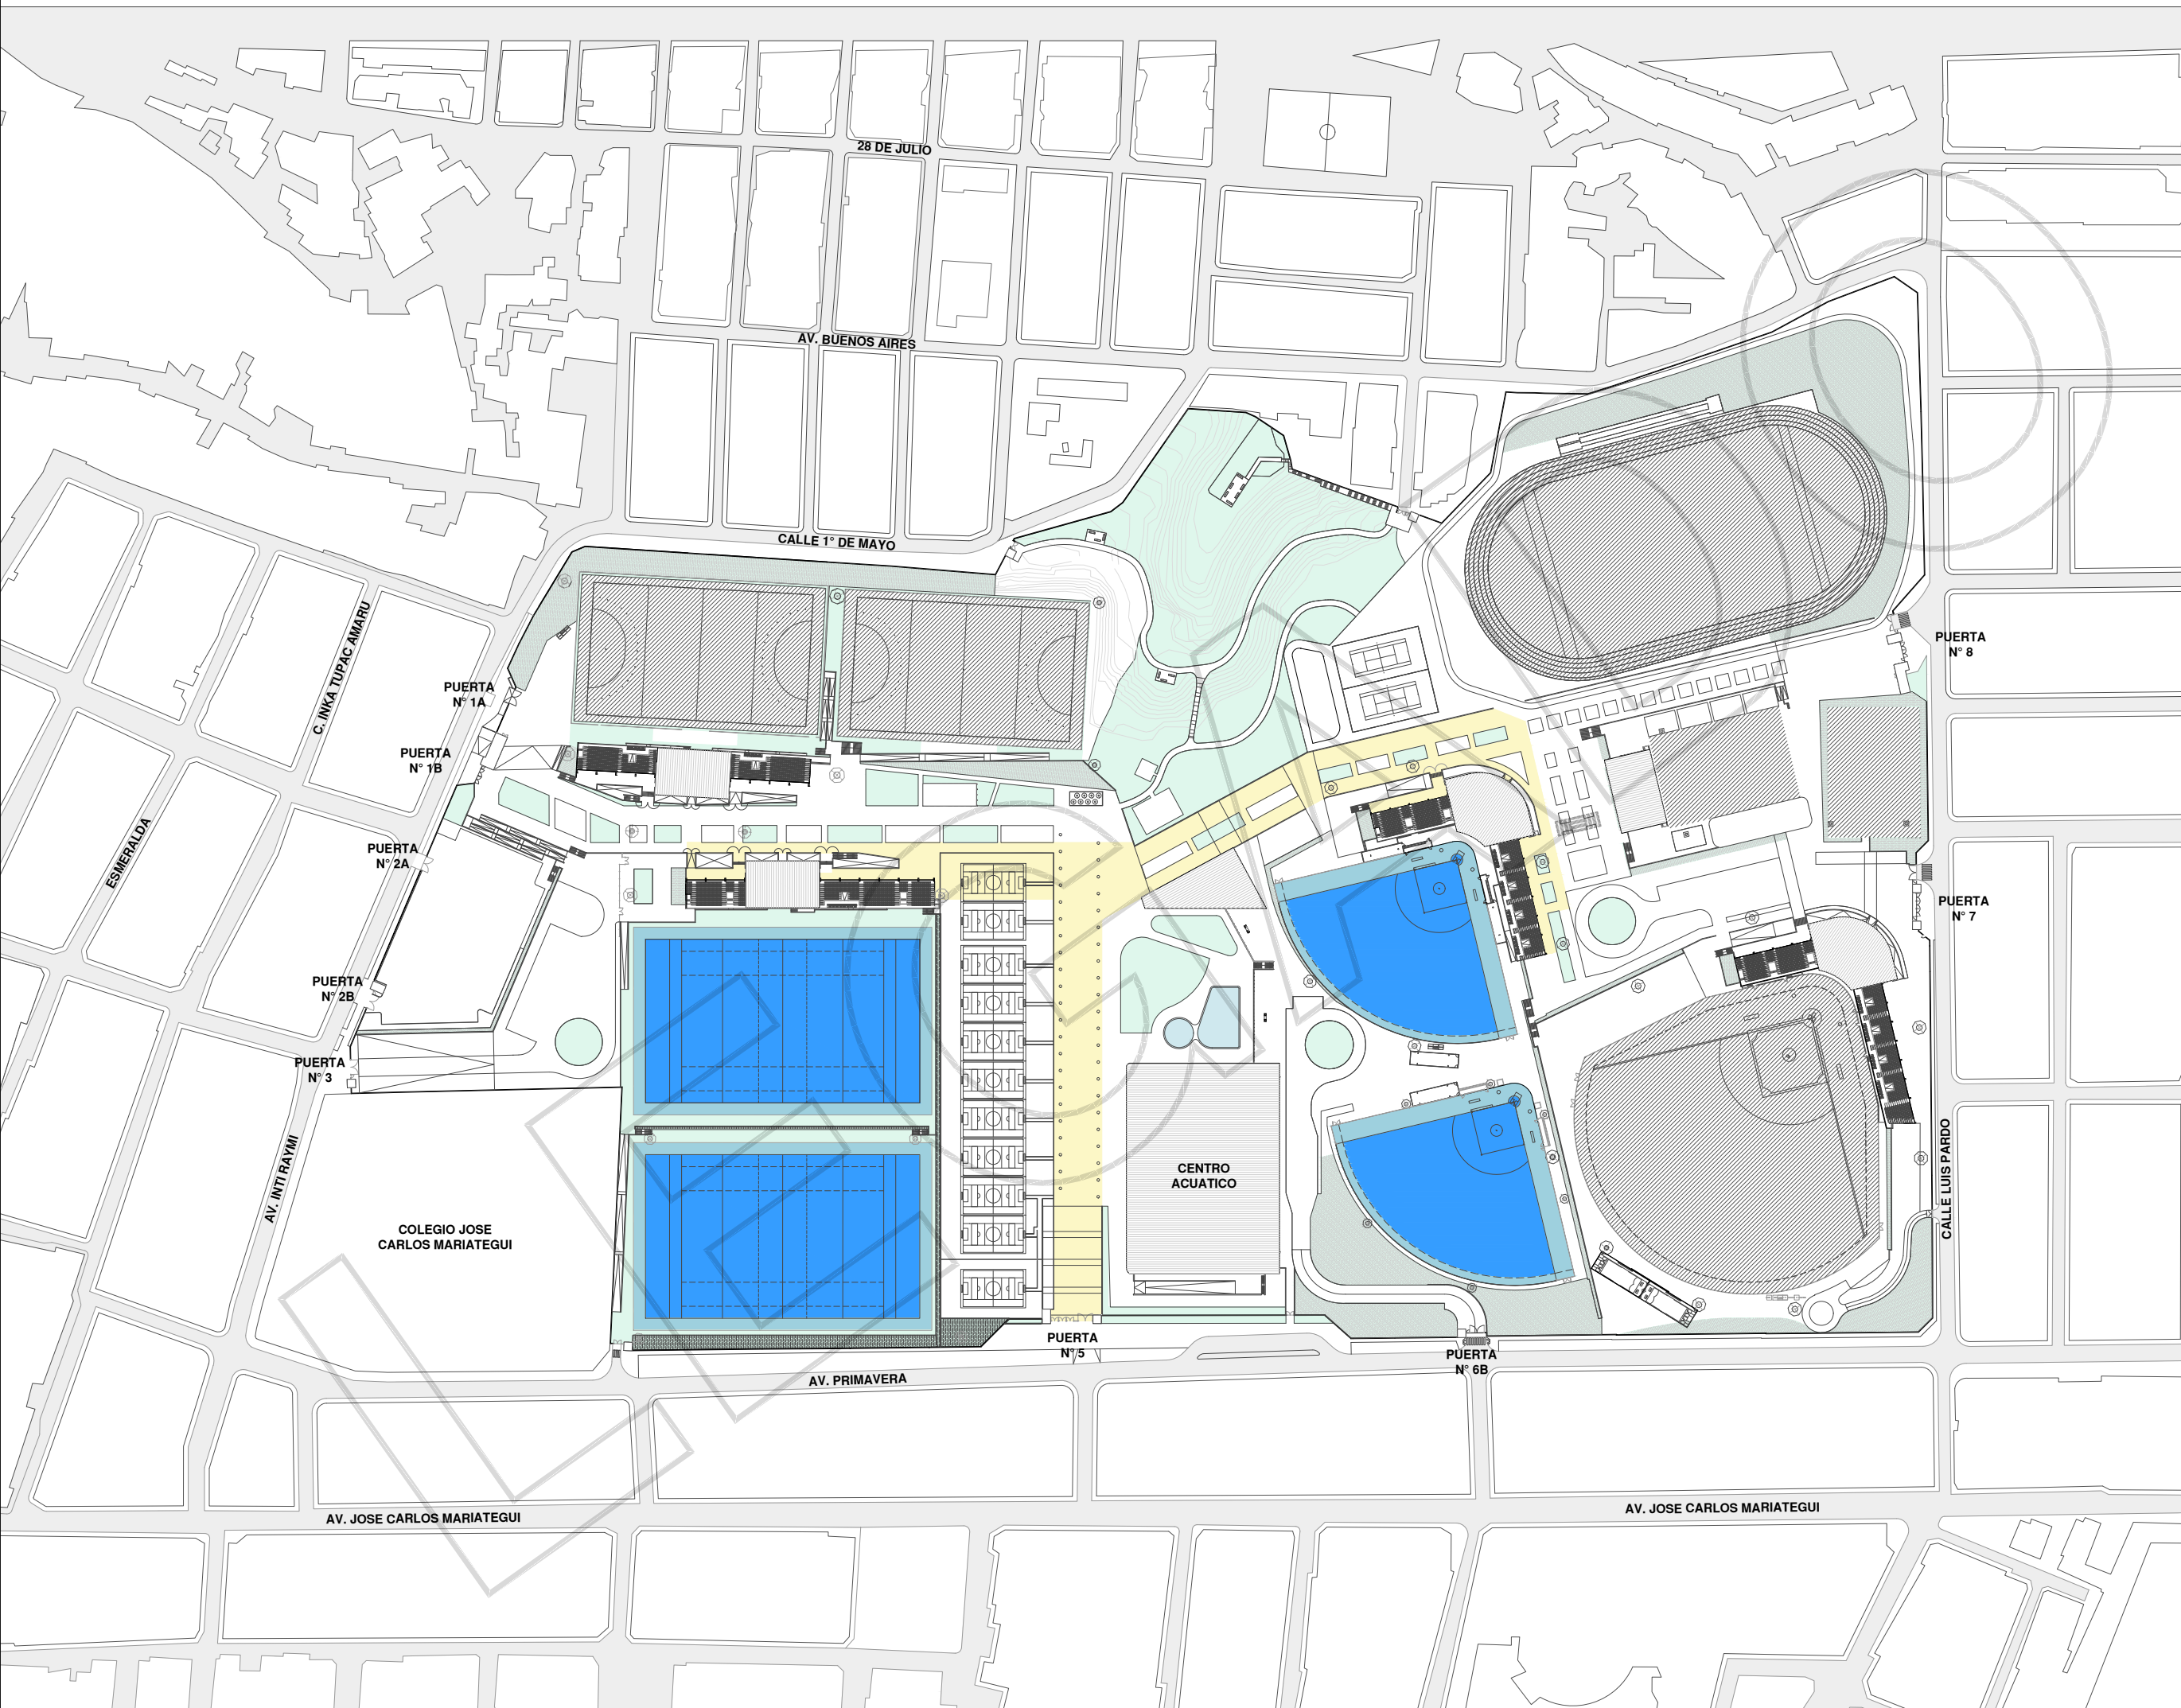 28 DE JULIO
AV. BUENOS AIRES
CALLE 1° DE MAYO
C. INKA TUPAC AMARU
PUERTA
N° 8
PUERTA
N° 1A
PUERTA
N° 1B
ESMERALDA
PUERTA
N° 2A
PUERTA
N° 7
PUERTA
N° 2B
PUERTA
N° 3
AV. INTI RAYMI
COLEGIO JOSE
CARLOS MARIATEGUI
CENTRO
ACUATICO
CALLE LUIS PARDO
PUERTA
N° 5
PUERTA
N° 6B
AV. PRIMAVERA
AV. JOSE CARLOS MARIATEGUI
AV. JOSE CARLOS MARIATEGUI
LEGADO